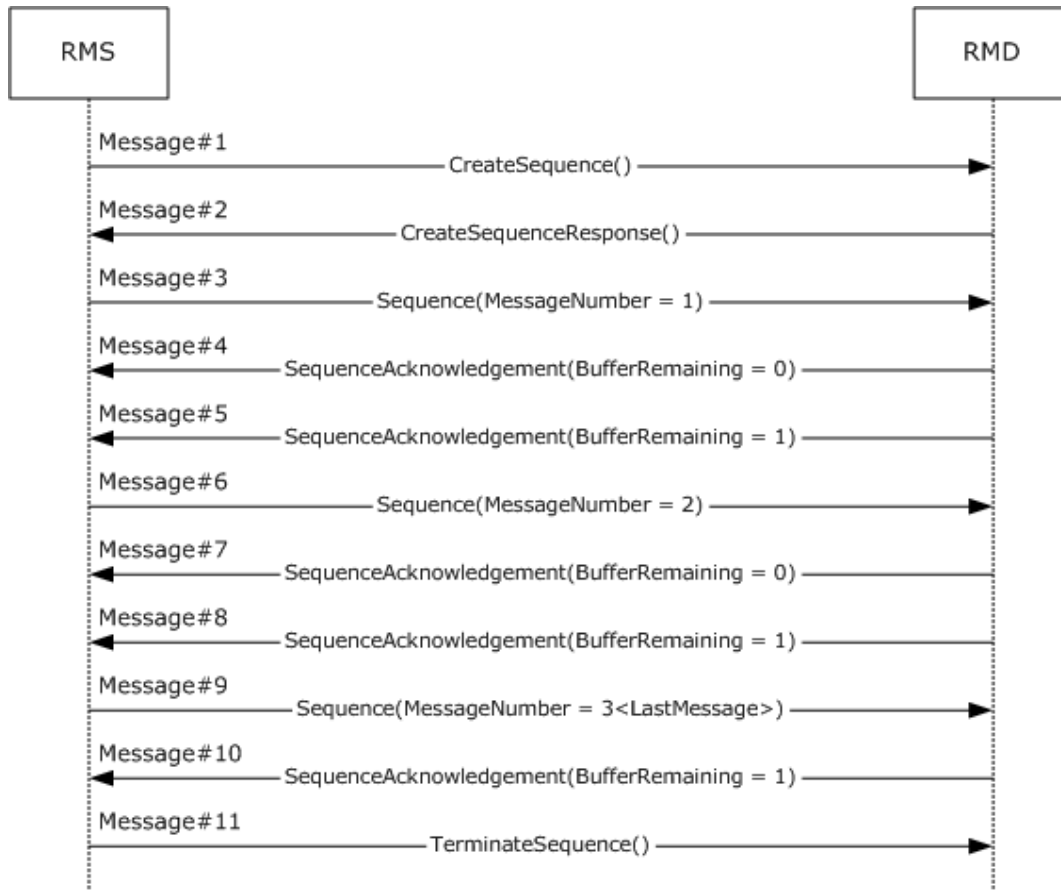 RMS
RMD
Message#1
CreateSequence()
Message#2
CreateSequenceResponse()
Message#3
Sequence(MessageNumber = 1)
Message#4
SequenceAcknowledgement(BufferRemaining = 0)
Message#5
SequenceAcknowledgement(BufferRemaining = 1)
Message#6
Sequence(MessageNumber = 2)
Message#7
SequenceAcknowledgement(BufferRemaining = 0)
Message#8
SequenceAcknowledgement(BufferRemaining = 1)
Message#9
Sequence(MessageNumber = 3<LastMessage>)
Message#10
SequenceAcknowledgement(BufferRemaining = 1)
Message#11
TerminateSequence()